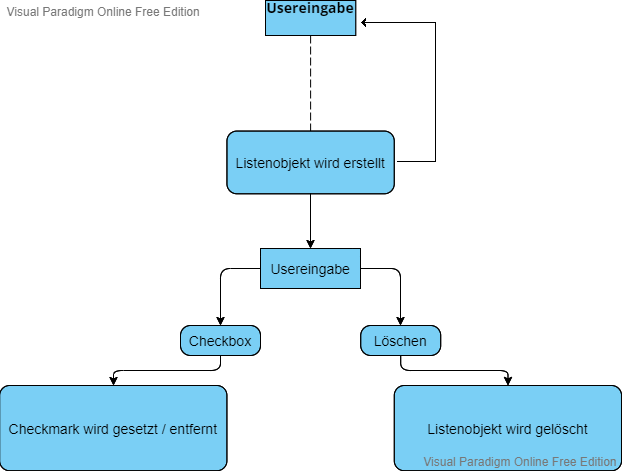 Usereingabe
Visual Paradigm Online Free Edition
Listenobjekt wird erstellt
Usereingabe
Checkbox
Löschen
Checkmark wird gesetzt / entfernt
Listenobjekt wird gelöscht
Visual Paradigm Online Free Edition